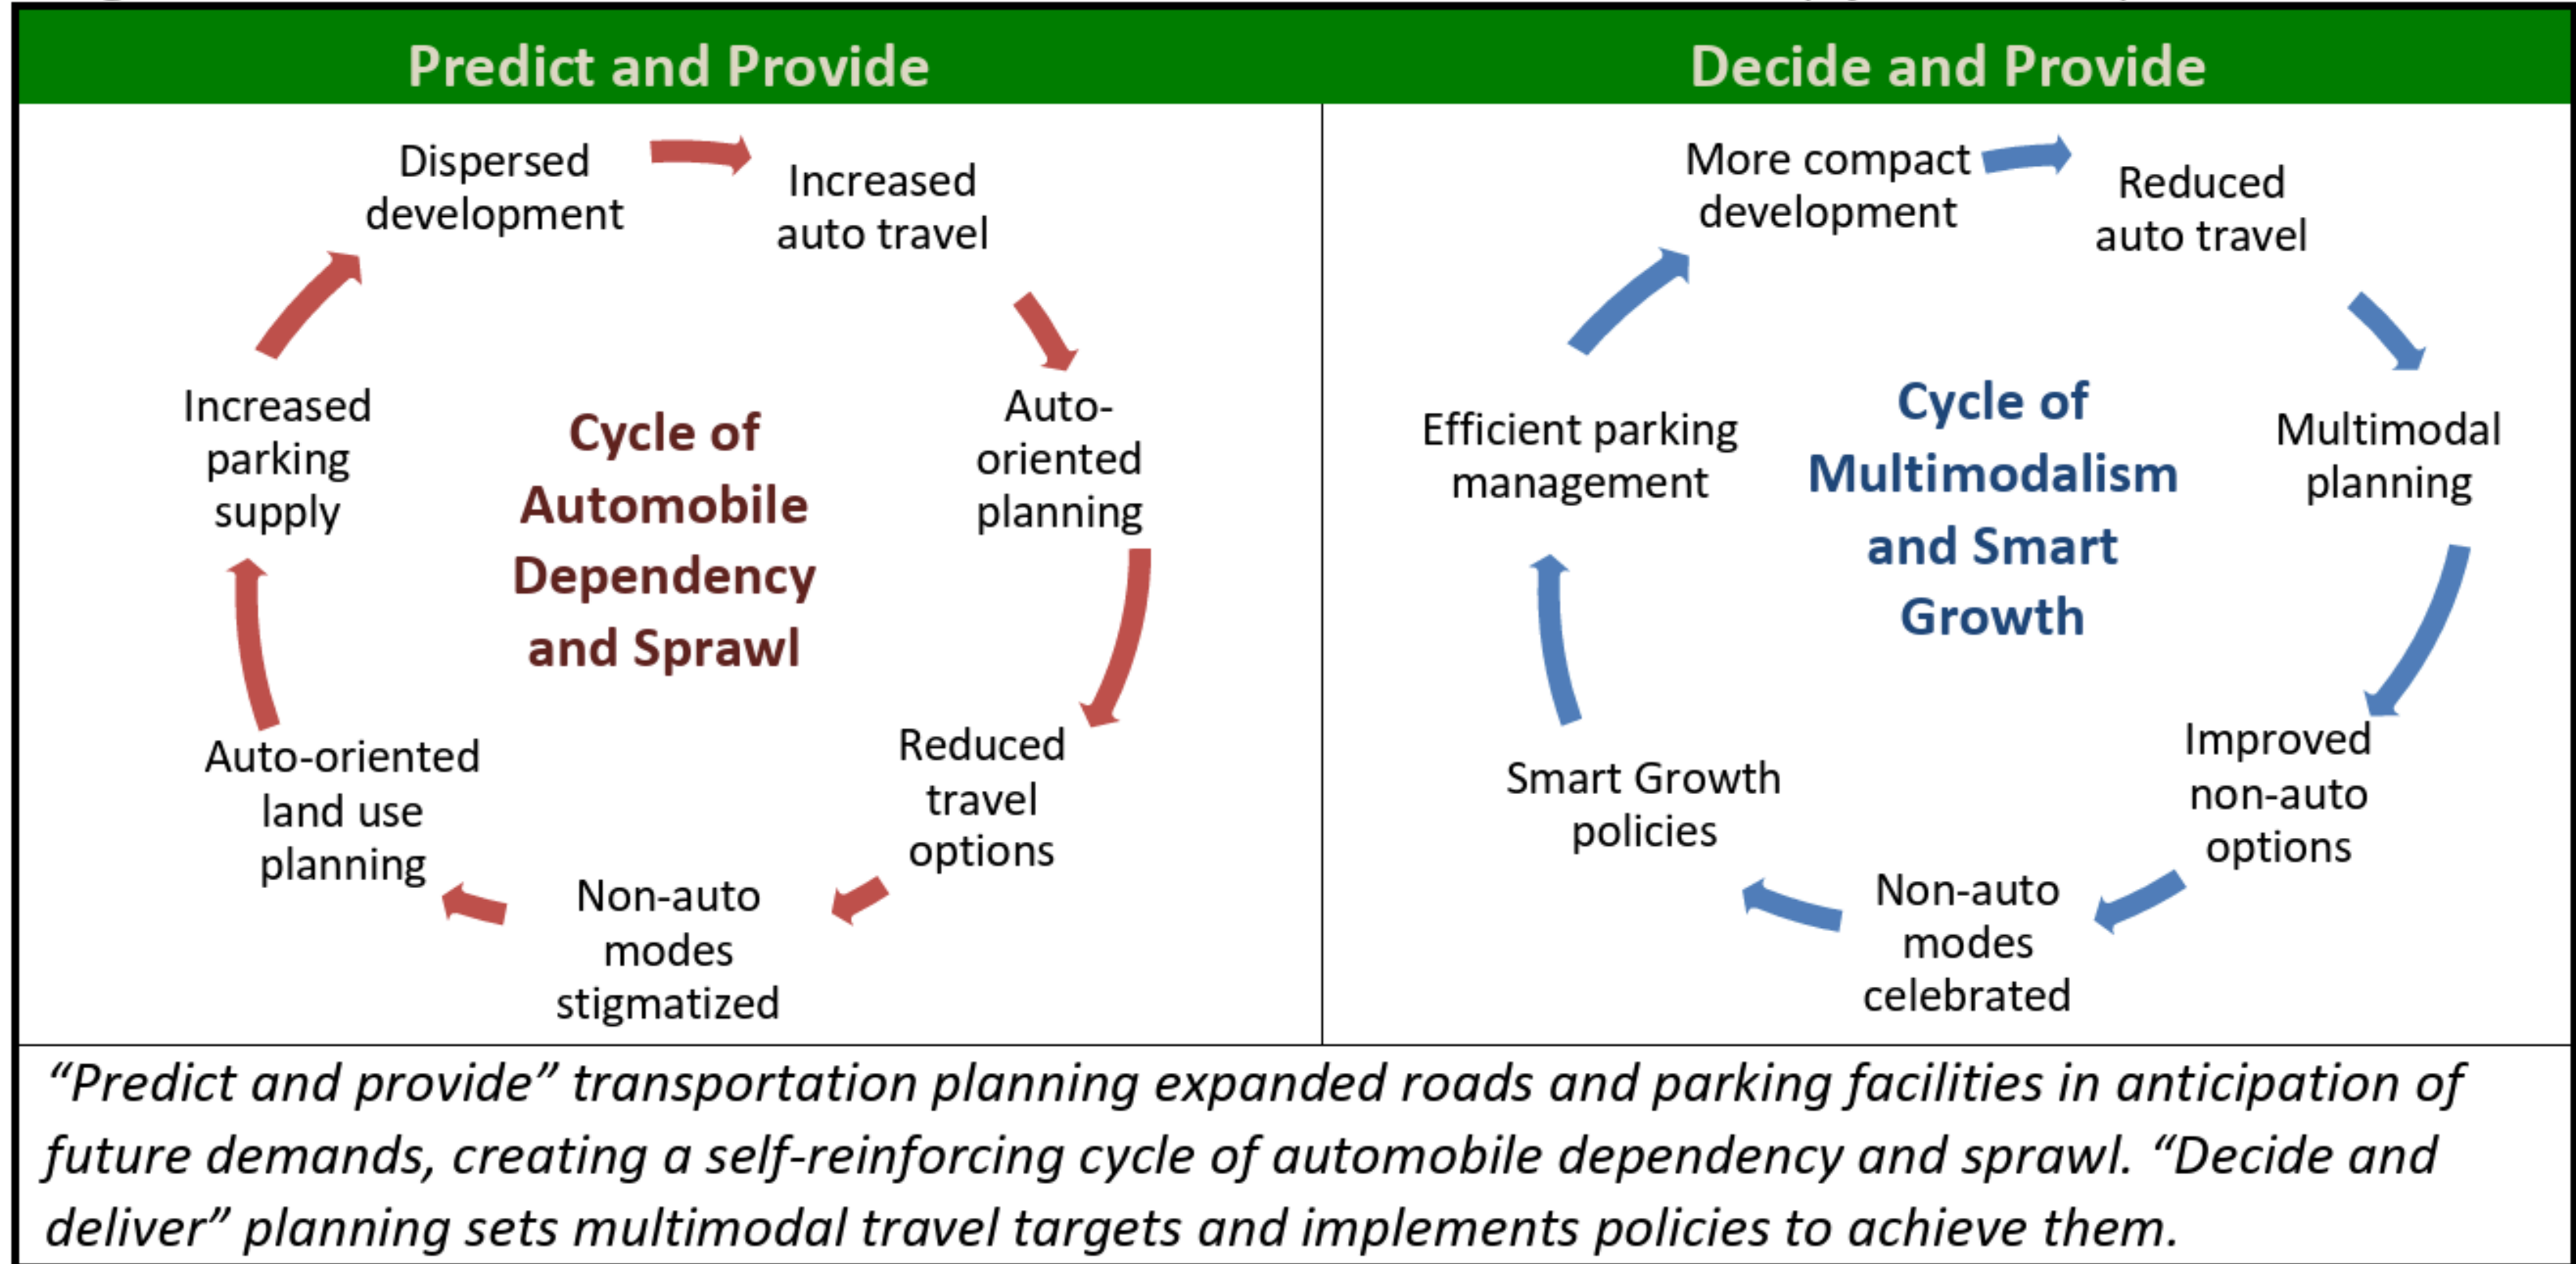 Predict and Provide
Dispersed
development
Increased
auto travel
Auto-
oriented
planning
Reduced
travel
options
Non-auto
modes
stigmatized
Auto-oriented
land use
planning
Increased
parking
supply
Cycle of
Automobile
Dependency
and Sprawl
Decide and Provide
More compact
development
Reduced
auto travel
Multimodal
planning
Improved
non-auto
options
Non-auto
modes
celebrated
Smart Growth
policies
Efficient parking
management
Cycle of
Multimodalism
and Smart
Growth
“Predict and provide” transportation planning expanded roads and parking facilities in anticipation of
future demands, creating a self-reinforcing cycle of automobile dependency and sprawl. “Decide and
deliver” planning sets multimodal travel targets and implements policies to achieve them.